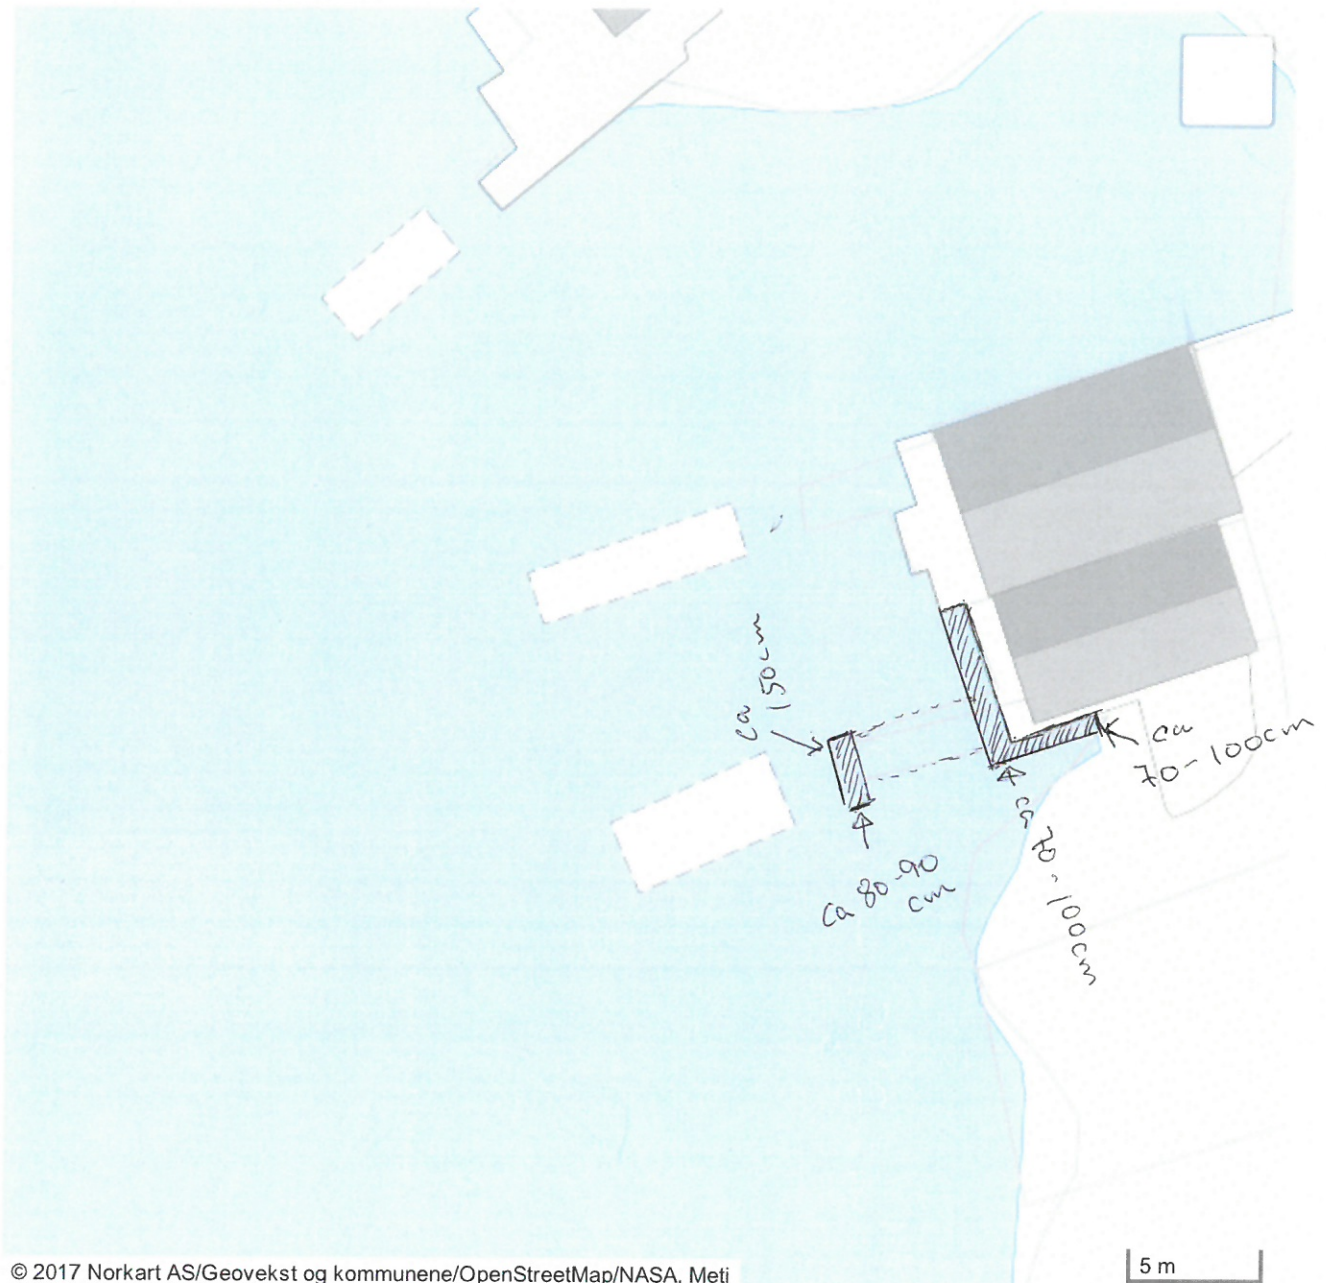 ca
150cm
ca
70-100cm
ca 70-100cm
Ca 80-90
cm
5 m
© 2017 Norkart AS/Geovekst og kommunene/OpenStreetMap/NASA, Meti